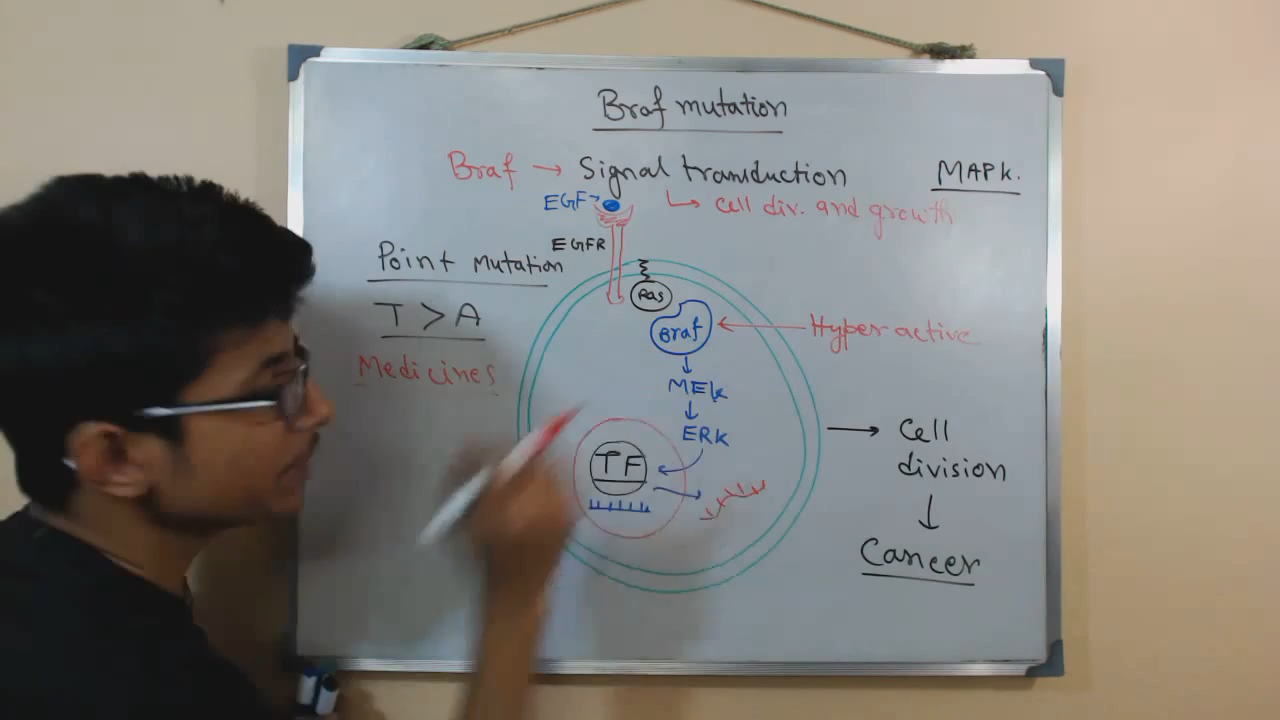 Braf mutation
Braf → Signal transduction
MAPK.
↳ cell div. and growth
EGF→
EGFR
Point Mutation
T > A
Medicines
Ras
Braf
← Hyper active
↓
MEK
↓
ERK
TF
→ Cell
division
↓
Cancer